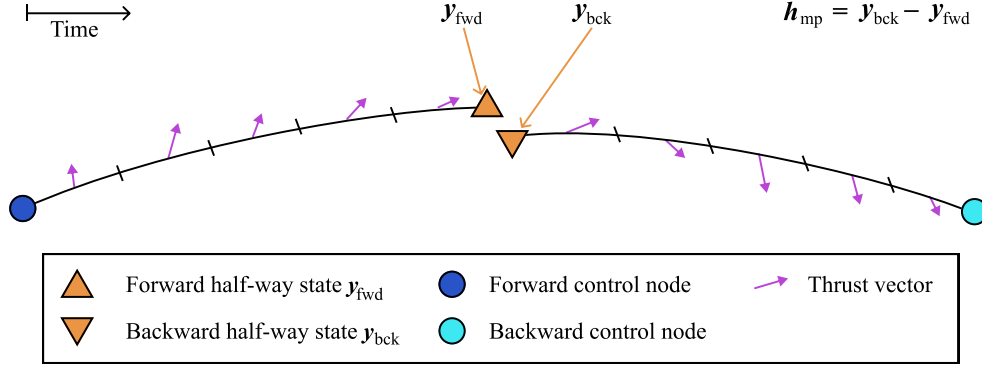 Time
y_fwd
y_bck
h_mp = y_bck − y_fwd
Forward half-way state y_fwd
Forward control node
Thrust vector
Backward half-way state y_bck
Backward control node